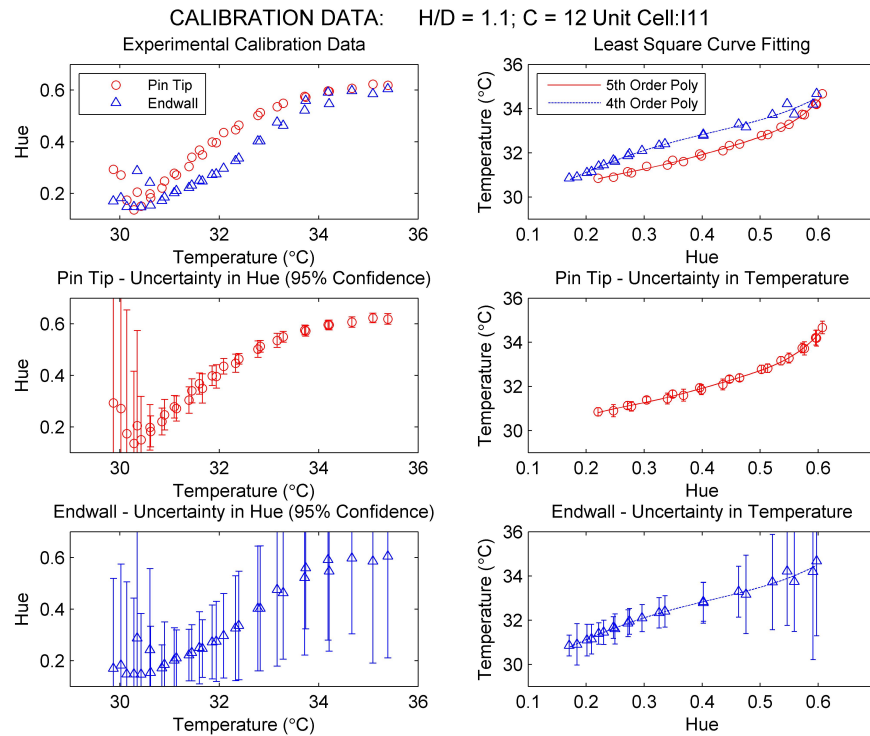 CALIBRATION DATA: H/D = 1.1; C = 12 Unit Cell:I11
Experimental Calibration Data
0.6
0.4
0.2
Hue
Pin Tip
Endwall
30 32 34 36
Temperature (°C)
Least Square Curve Fitting
36
34
32
30
Temperature (°C)
5th Order Poly
4th Order Poly
0.1 0.2 0.3 0.4 0.5 0.6
Hue
Pin Tip - Uncertainty in Hue (95% Confidence)
0.6
0.4
0.2
Hue
30 32 34 36
Temperature (°C)
Pin Tip - Uncertainty in Temperature
36
34
32
30
Temperature (°C)
0.1 0.2 0.3 0.4 0.5 0.6
Hue
Endwall - Uncertainty in Hue (95% Confidence)
0.6
0.4
0.2
Hue
30 32 34 36
Temperature (°C)
Endwall - Uncertainty in Temperature
36
34
32
30
Temperature (°C)
0.1 0.2 0.3 0.4 0.5 0.6
Hue